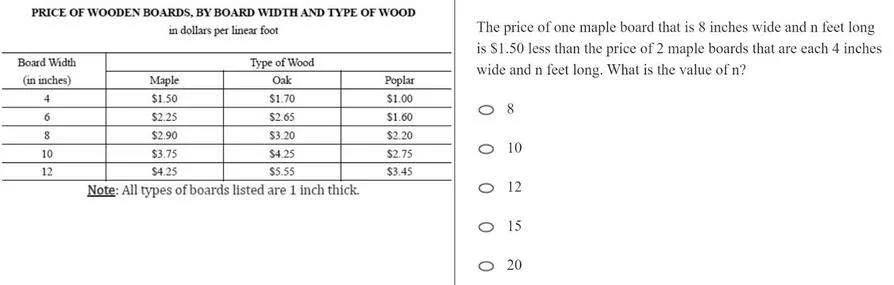 PRICE OF WOODEN BOARDS, BY BOARD WIDTH AND TYPE OF WOOD
in dollars per linear foot
Board Width Type of Wood
(in inches) Maple Oak Poplar
4 $1.50 $1.70 $1.00
6 $2.25 $2.65 $1.60
8 $2.90 $3.20 $2.20
10 $3.75 $4.25 $2.75
12 $4.25 $5.55 $3.45
Note: All types of boards listed are 1 inch thick.
The price of one maple board that is 8 inches wide and n feet long
is $1.50 less than the price of 2 maple boards that are each 4 inches
wide and n feet long. What is the value of n?
8
10
12
15
20